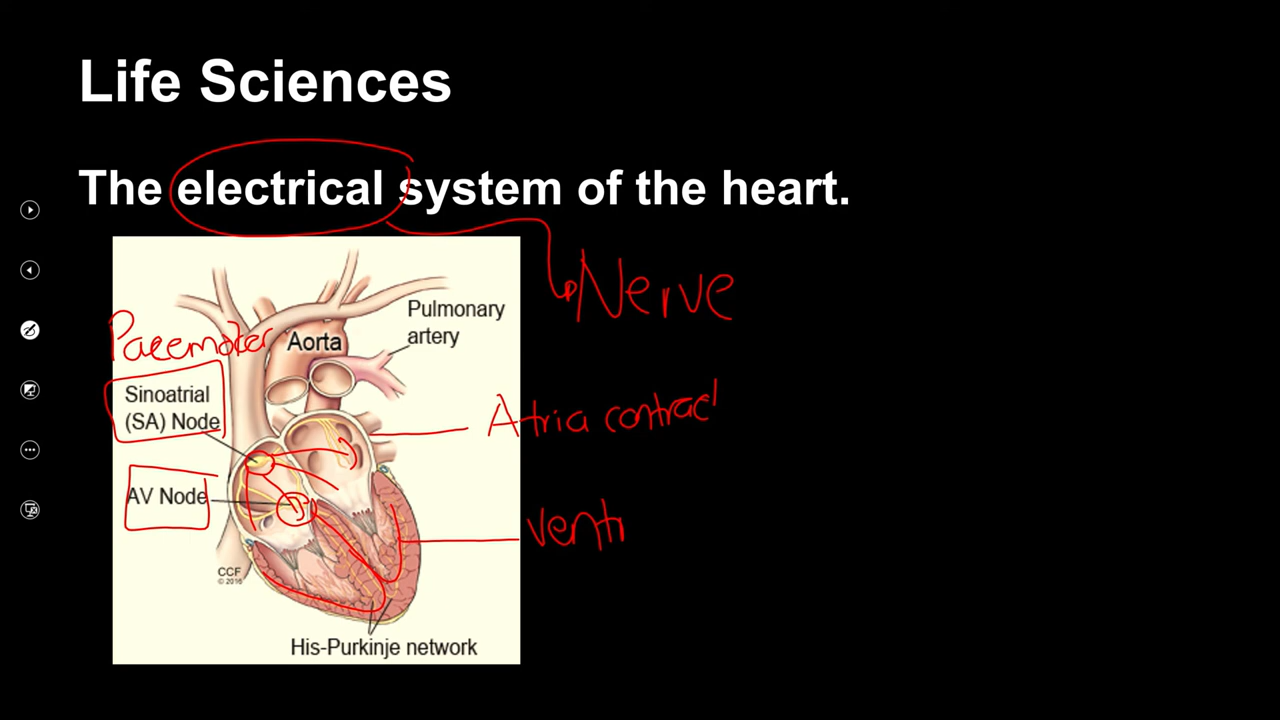 Life Sciences
The electrical system of the heart.
Nerve
Pulmonary
artery
Aorta
Pacemaker
Sinoatrial
(SA) Node
Atria contract
AV Node
ventr
CCF
© 2016
His-Purkinje network